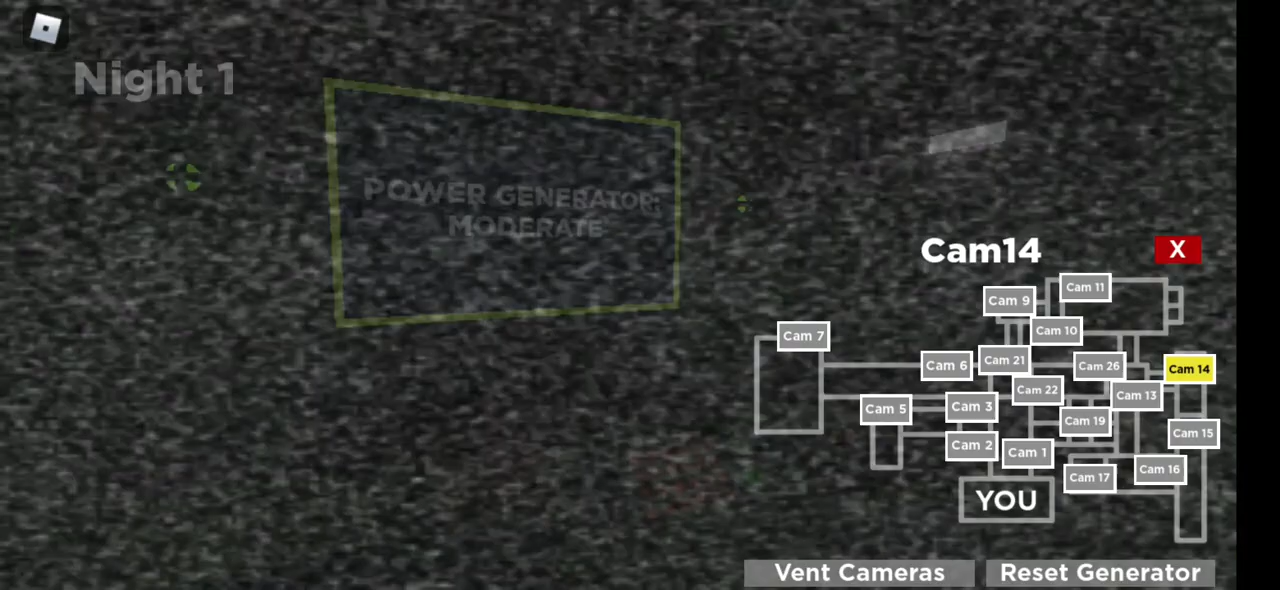 Night 1
POWER GENERATOR:
MODERATE
Cam14
X
Cam 11
Cam 9
Cam 10
Cam 7
Cam 6
Cam 21
Cam 26
Cam 14
Cam 22
Cam 13
Cam 5
Cam 3
Cam 19
Cam 15
Cam 2
Cam 1
Cam 17
Cam 16
YOU
Vent Cameras
Reset Generator